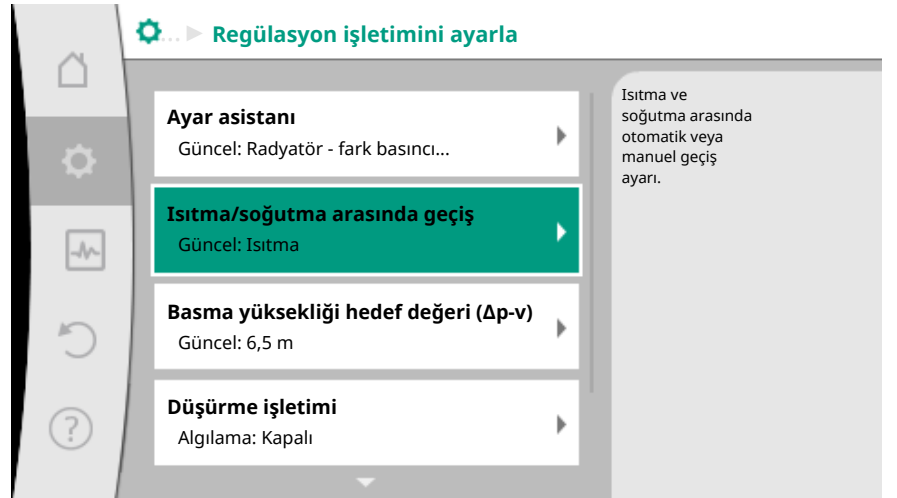 ... Regülasyon işletimini ayarla
Ayar asistanı
Güncel: Radyatör - fark basıncı...
Isıtma/soğutma arasında geçiş
Güncel: Isıtma
Basma yüksekliği hedef değeri (Δp-v)
Güncel: 6,5 m
Düşürme işletimi
Algılama: Kapalı
Isıtma ve
soğutma arasında
otomatik veya
manuel geçiş
ayarı.